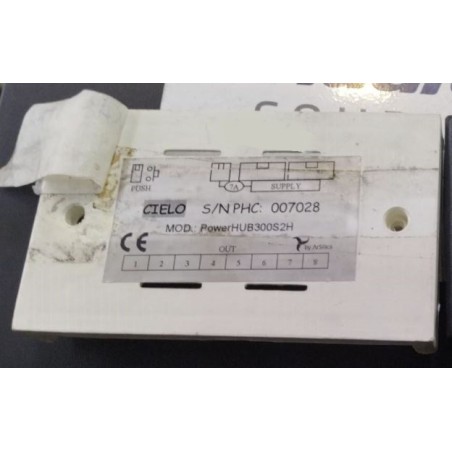 PUSH
7A
SUPPLY
CIELO S/N PHC: 007028
MOD.: PowerHUB300S2H
CE
OUT
1 2 3 4 5 6 7 8